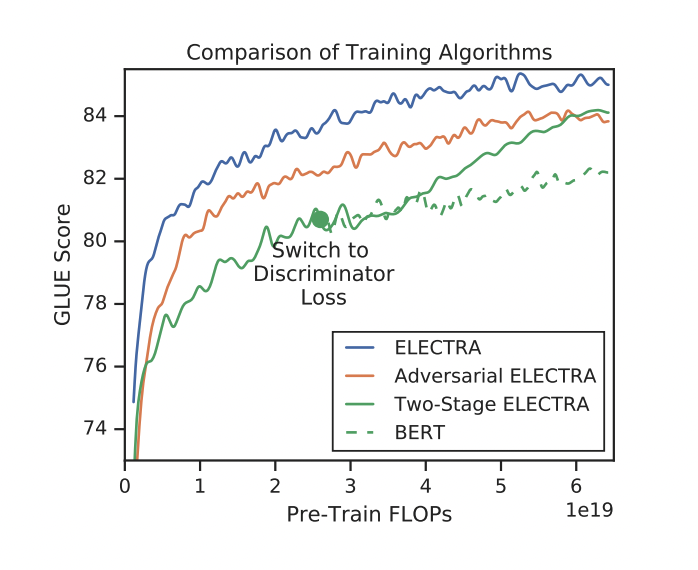 Comparison of Training Algorithms
GLUE Score
84
82
80
78
76
74
Switch to
Discriminator
Loss
ELECTRA
Adversarial ELECTRA
Two-Stage ELECTRA
BERT
0 1 2 3 4 5 6
1e19
Pre-Train FLOPs